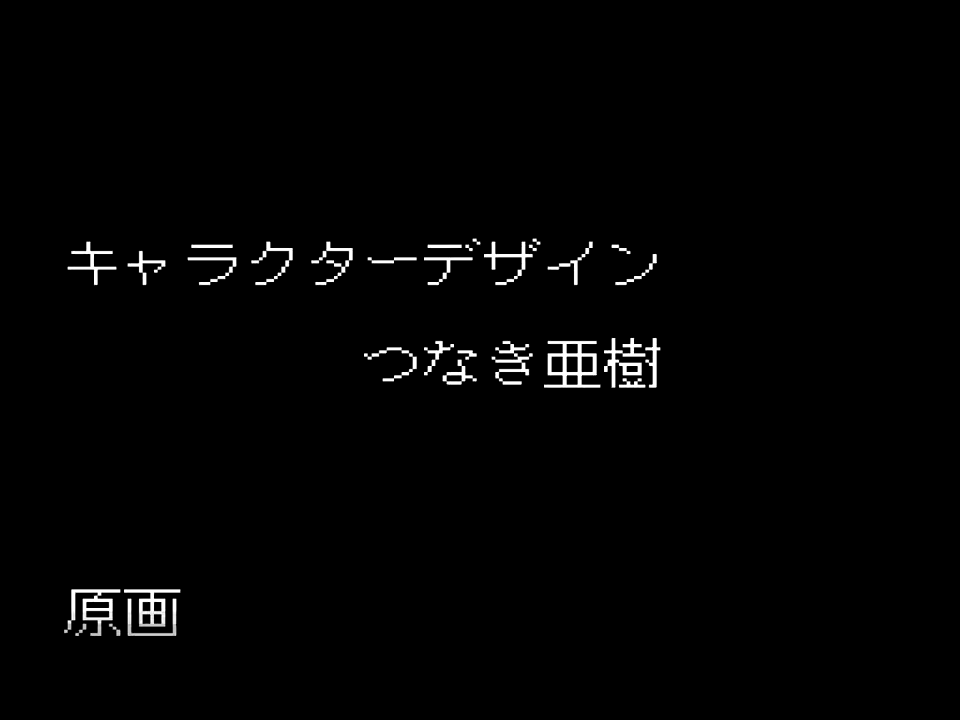 キャラクターデザイン
つなき亜樹
原画